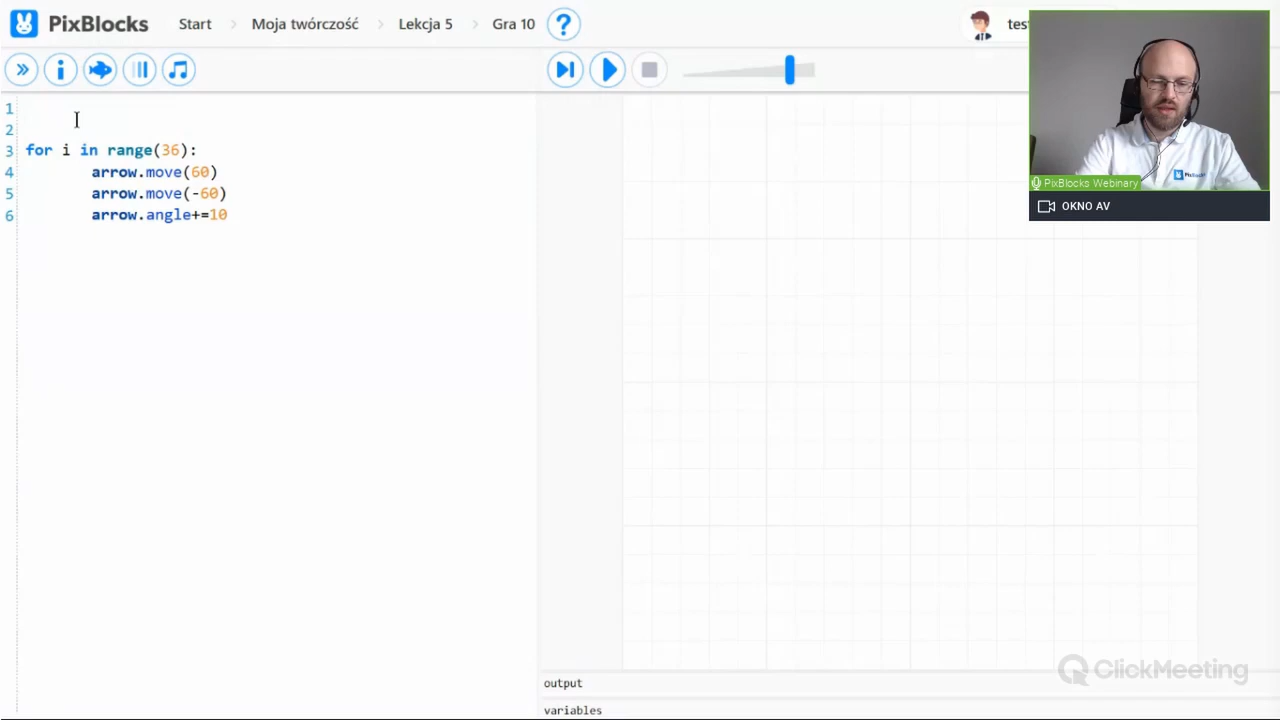 PixBlocks
Start
Moja twórczość
Lekcja 5
Gra 10
?
PixBlocks Webinary
OKNO AV
1
2
3 for i in range(36):
4 arrow.move(60)
5 arrow.move(-60)
6 arrow.angle+=10
ClickMeeting
output
variables